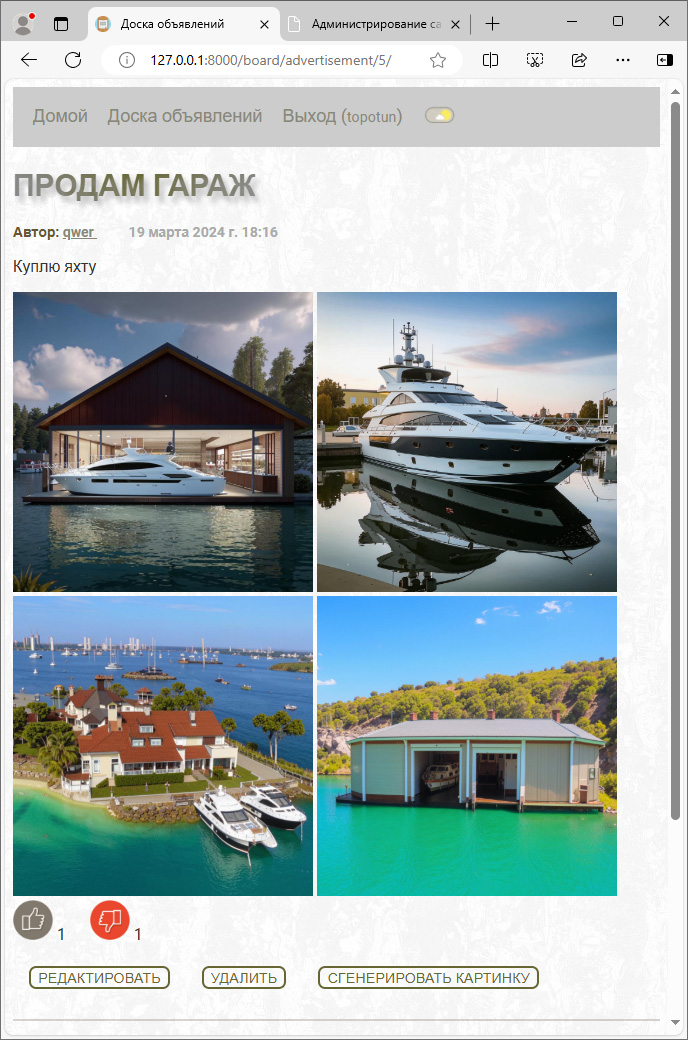 Доска объявлений
Администрирование са
127.0.0.1:8000/board/advertisement/5/
Домой Доска объявлений Выход (topotun)
ПРОДАМ ГАРАЖ
Автор: qwer 19 марта 2024 г. 18:16
Куплю яхту
1 1
РЕДАКТИРОВАТЬ УДАЛИТЬ СГЕНЕРИРОВАТЬ КАРТИНКУ